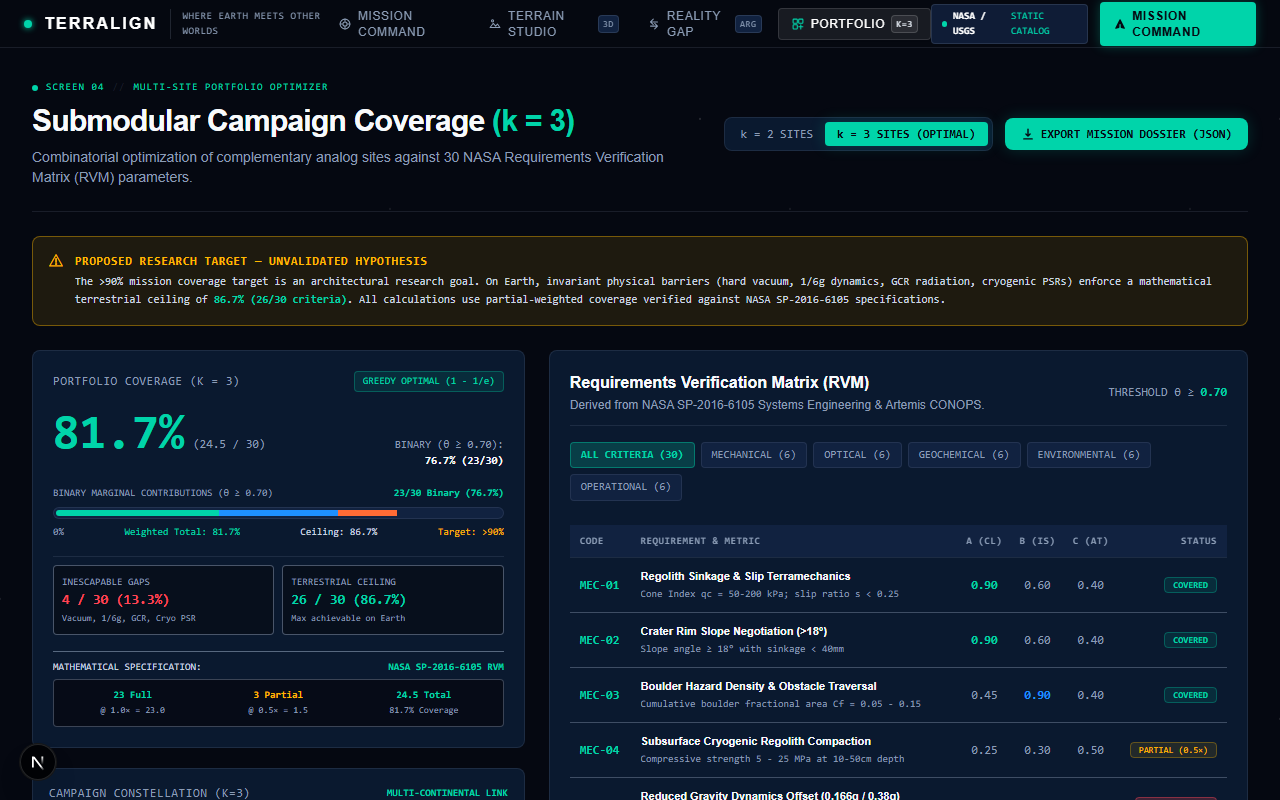 TERRALIGN
WHERE EARTH MEETS OTHER
WORLDS
MISSION
COMMAND
TERRAIN
STUDIO
3D
REALITY
GAP
ARG
PORTFOLIO
K=3
NASA /
USGS
STATIC
CATALOG
MISSION
COMMAND
SCREEN 04 // MULTI-SITE PORTFOLIO OPTIMIZER
Submodular Campaign Coverage (k = 3)
Combinatorial optimization of complementary analog sites against 30 NASA Requirements Verification
Matrix (RVM) parameters.
k = 2 SITES
k = 3 SITES (OPTIMAL)
EXPORT MISSION DOSSIER (JSON)
PROPOSED RESEARCH TARGET — UNVALIDATED HYPOTHESIS
The >90% mission coverage target is an architectural research goal. On Earth, invariant physical barriers (hard vacuum, 1/6g dynamics, GCR radiation, cryogenic PSRs) enforce a mathematical
terrestrial ceiling of 86.7% (26/30 criteria). All calculations use partial-weighted coverage verified against NASA SP-2016-6105 specifications.
PORTFOLIO COVERAGE (K = 3)
GREEDY OPTIMAL (1 - 1/e)
81.7% (24.5 / 30)
BINARY (θ ≥ 0.70):
76.7% (23/30)
BINARY MARGINAL CONTRIBUTIONS (θ ≥ 0.70)
23/30 Binary (76.7%)
0%
Weighted Total: 81.7%
Ceiling: 86.7%
Target: >90%
INESCAPABLE GAPS
4 / 30 (13.3%)
Vacuum, 1/6g, GCR, Cryo PSR
TERRESTRIAL CEILING
26 / 30 (86.7%)
Max achievable on Earth
MATHEMATICAL SPECIFICATION:
NASA SP-2016-6105 RVM
23 Full
@ 1.0× = 23.0
3 Partial
@ 0.5× = 1.5
24.5 Total
81.7% Coverage
N
CAMPAIGN CONSTELLATION (K=3)
MULTI-CONTINENTAL LINK
Requirements Verification Matrix (RVM)
Derived from NASA SP-2016-6105 Systems Engineering & Artemis CONOPS.
THRESHOLD θ ≥ 0.70
ALL CRITERIA (30)
MECHANICAL (6)
OPTICAL (6)
GEOCHEMICAL (6)
ENVIRONMENTAL (6)
OPERATIONAL (6)
CODE REQUIREMENT & METRIC A (CL) B (IS) C (AT) STATUS
MEC-01 Regolith Sinkage & Slip Terramechanics 0.90 0.60 0.40 COVERED
Cone Index qc = 50-200 kPa; slip ratio s < 0.25
MEC-02 Crater Rim Slope Negotiation (>18°) 0.90 0.60 0.40 COVERED
Slope angle ≥ 18° with sinkage < 40mm
MEC-03 Boulder Hazard Density & Obstacle Traversal 0.45 0.90 0.40 COVERED
Cumulative boulder fractional area Cf = 0.05 - 0.15
MEC-04 Subsurface Cryogenic Regolith Compaction 0.25 0.30 0.50 PARTIAL (0.5×)
Compressive strength 5 - 25 MPa at 10-50cm depth
Reduced Gravity Dynamics Offset (0.166g / 0.38g)